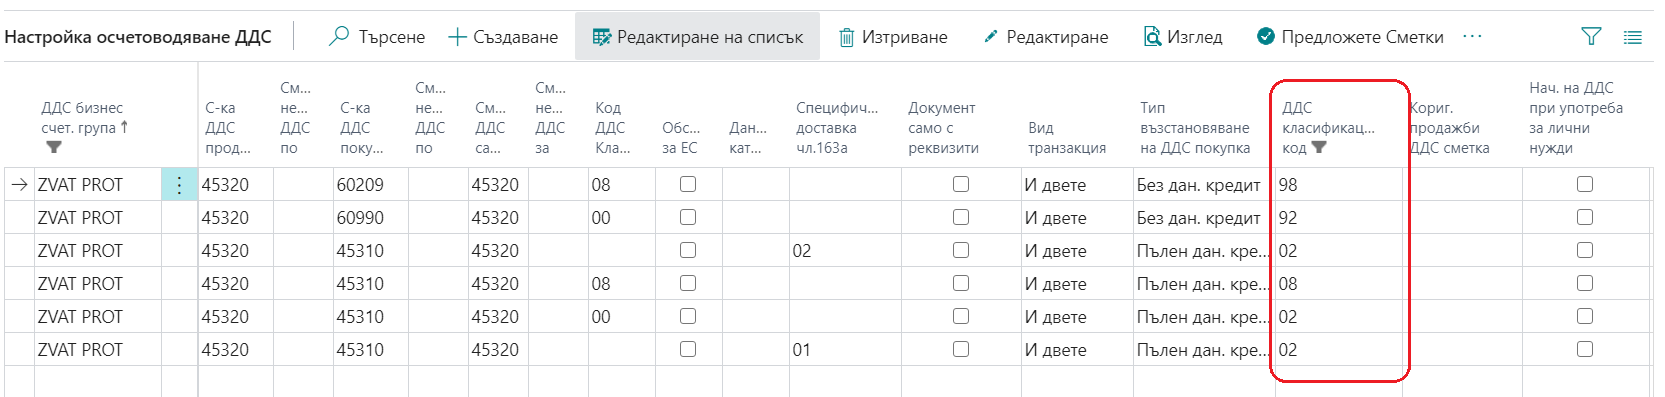 Настройка осчетоводяване ДДС Търсене Създаване Редактиране на списък Изтриване Редактиране Изглед Предложете Сметки ...
ДДС бизнес счет. група ↑
С-ка ДДС прод...
См... не... ДДС по
С-ка ДДС поку...
См... не... ДДС по
См... ДДС са...
См... не... ДДС за
Код ДДС Кла...
Обс... за ЕС
Дан... кат...
Специфич... доставка чл.163а
Документ само с реквизити
Вид транзакция
Тип възстановяване на ДДС покупка
ДДС класификац... код
Кориг. продажби ДДС сметка
Нач. на ДДС при употреба за лични нужди
→ ZVAT PROT 45320 60209 45320 08 И двете Без дан. кредит 98
ZVAT PROT 45320 60990 45320 00 И двете Без дан. кредит 92
ZVAT PROT 45320 45310 45320 02 И двете Пълен дан. кре... 02
ZVAT PROT 45320 45310 45320 08 И двете Пълен дан. кре... 08
ZVAT PROT 45320 45310 45320 00 И двете Пълен дан. кре... 02
ZVAT PROT 45320 45310 45320 01 И двете Пълен дан. кре... 02